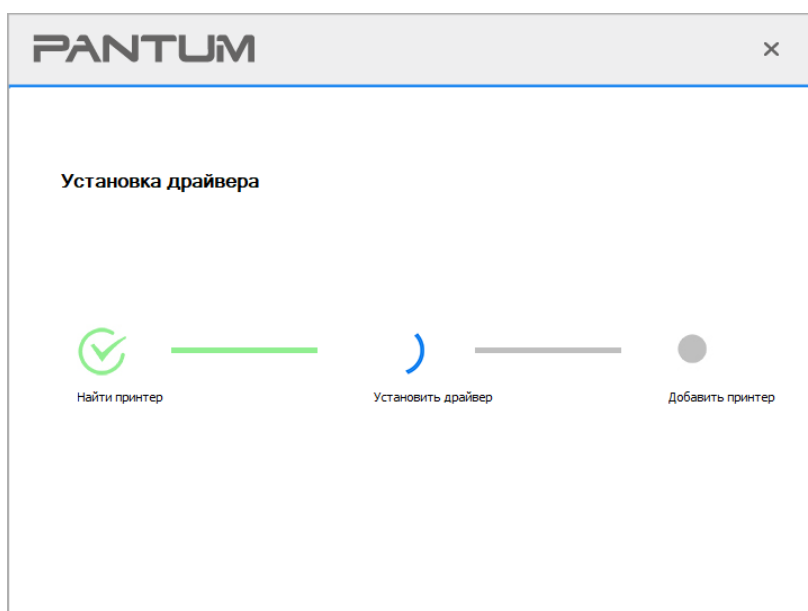 PANTUM
Установка драйвера
Найти принтер
Установить драйвер
Добавить принтер